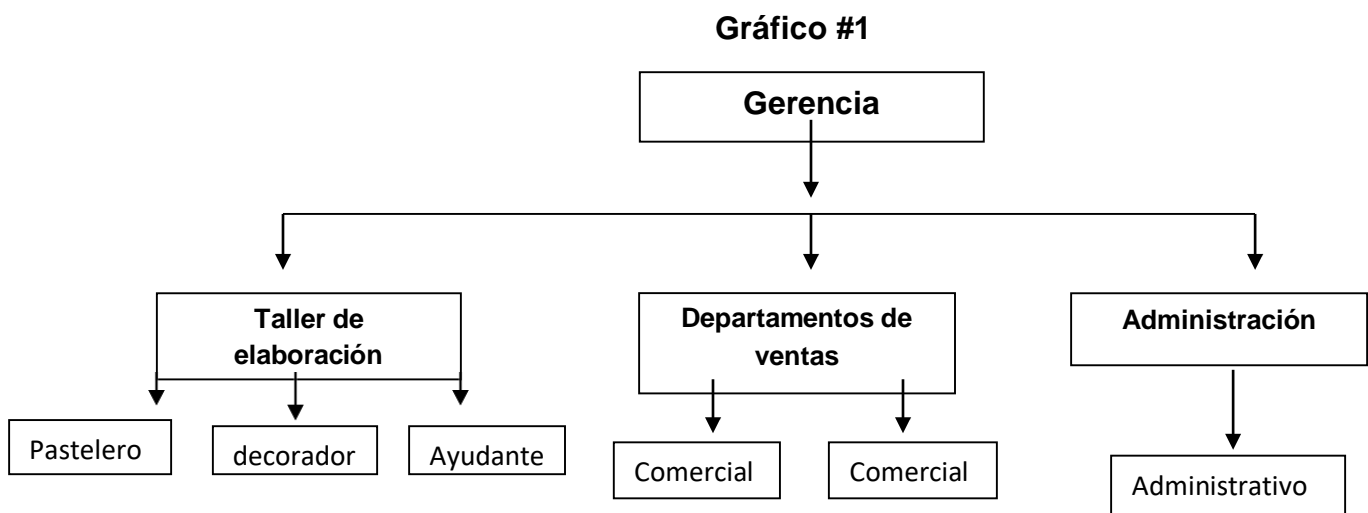 Gráfico #1
Gerencia
Taller de
elaboración
Departamentos de
ventas
Administración
Pastelero
decorador
Ayudante
Comercial
Comercial
Administrativo